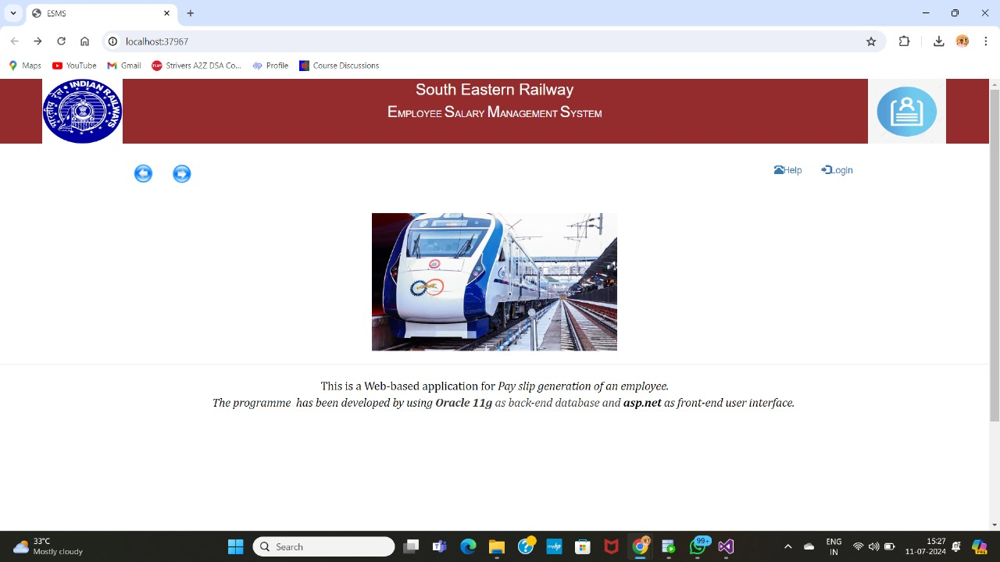 ESMS
localhost:37967
Maps
YouTube
Gmail
Strivers A2Z DSA Co...
Profile
Course Discussions
भारतीय रेल
INDIAN RAILWAYS
South Eastern Railway
EMPLOYEE SALARY MANAGEMENT SYSTEM
Help
Login
This is a Web-based application for Pay slip generation of an employee.
The programme has been developed by using Oracle 11g as back-end database and asp.net as front-end user interface.
33°C
Mostly cloudy
Search
99+
ENG
IN
15:27
11-07-2024